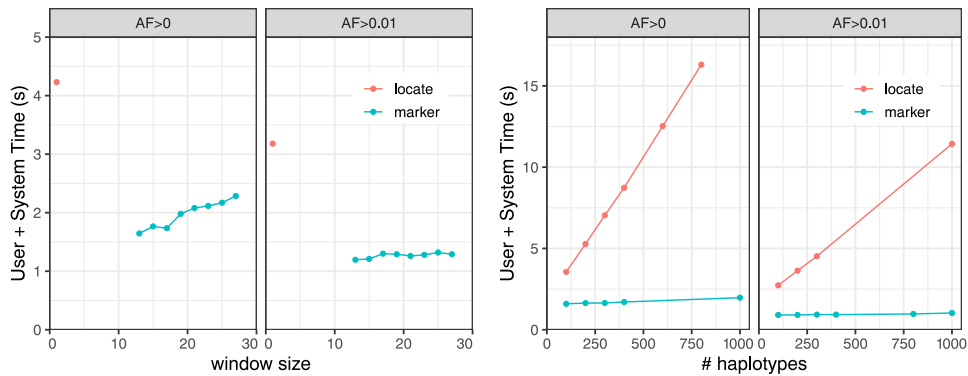 AF>0
AF>0.01
User + System Time (s)
5
4
3
2
1
0
locate
marker
0
10
20
30
0
10
20
30
window size
AF>0
AF>0.01
User + System Time (s)
15
10
5
0
locate
marker
0
250
500
750
1000
0
250
500
750
1000
# haplotypes